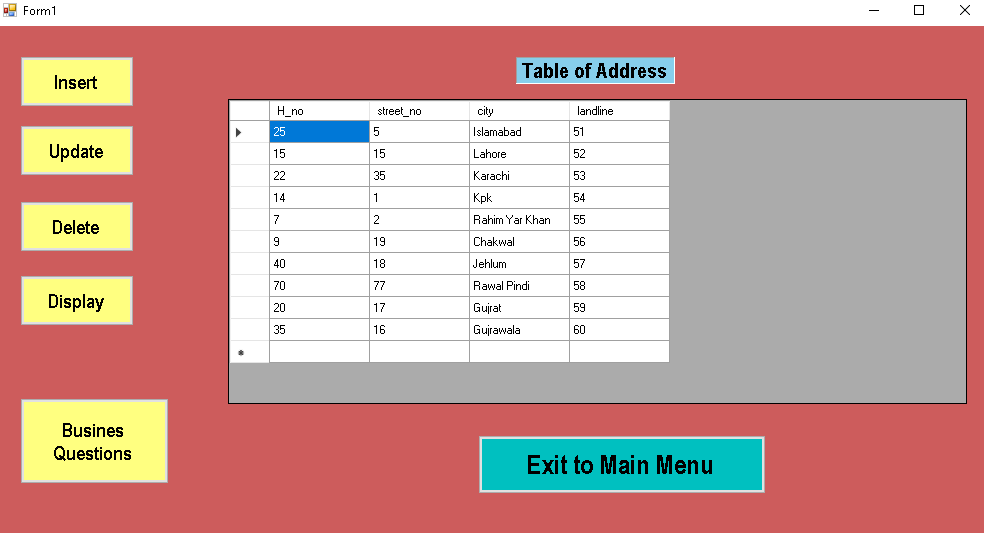 Form1
Insert
Update
Delete
Display
Busines
Questions
Table of Address
H_no street_no city landline
25 5 Islamabad 51
15 15 Lahore 52
22 35 Karachi 53
14 1 Kpk 54
7 2 Rahim Yar Khan 55
9 19 Chakwal 56
40 18 Jehlum 57
70 77 Rawal Pindi 58
20 17 Gujrat 59
35 16 Gujrawala 60
Exit to Main Menu